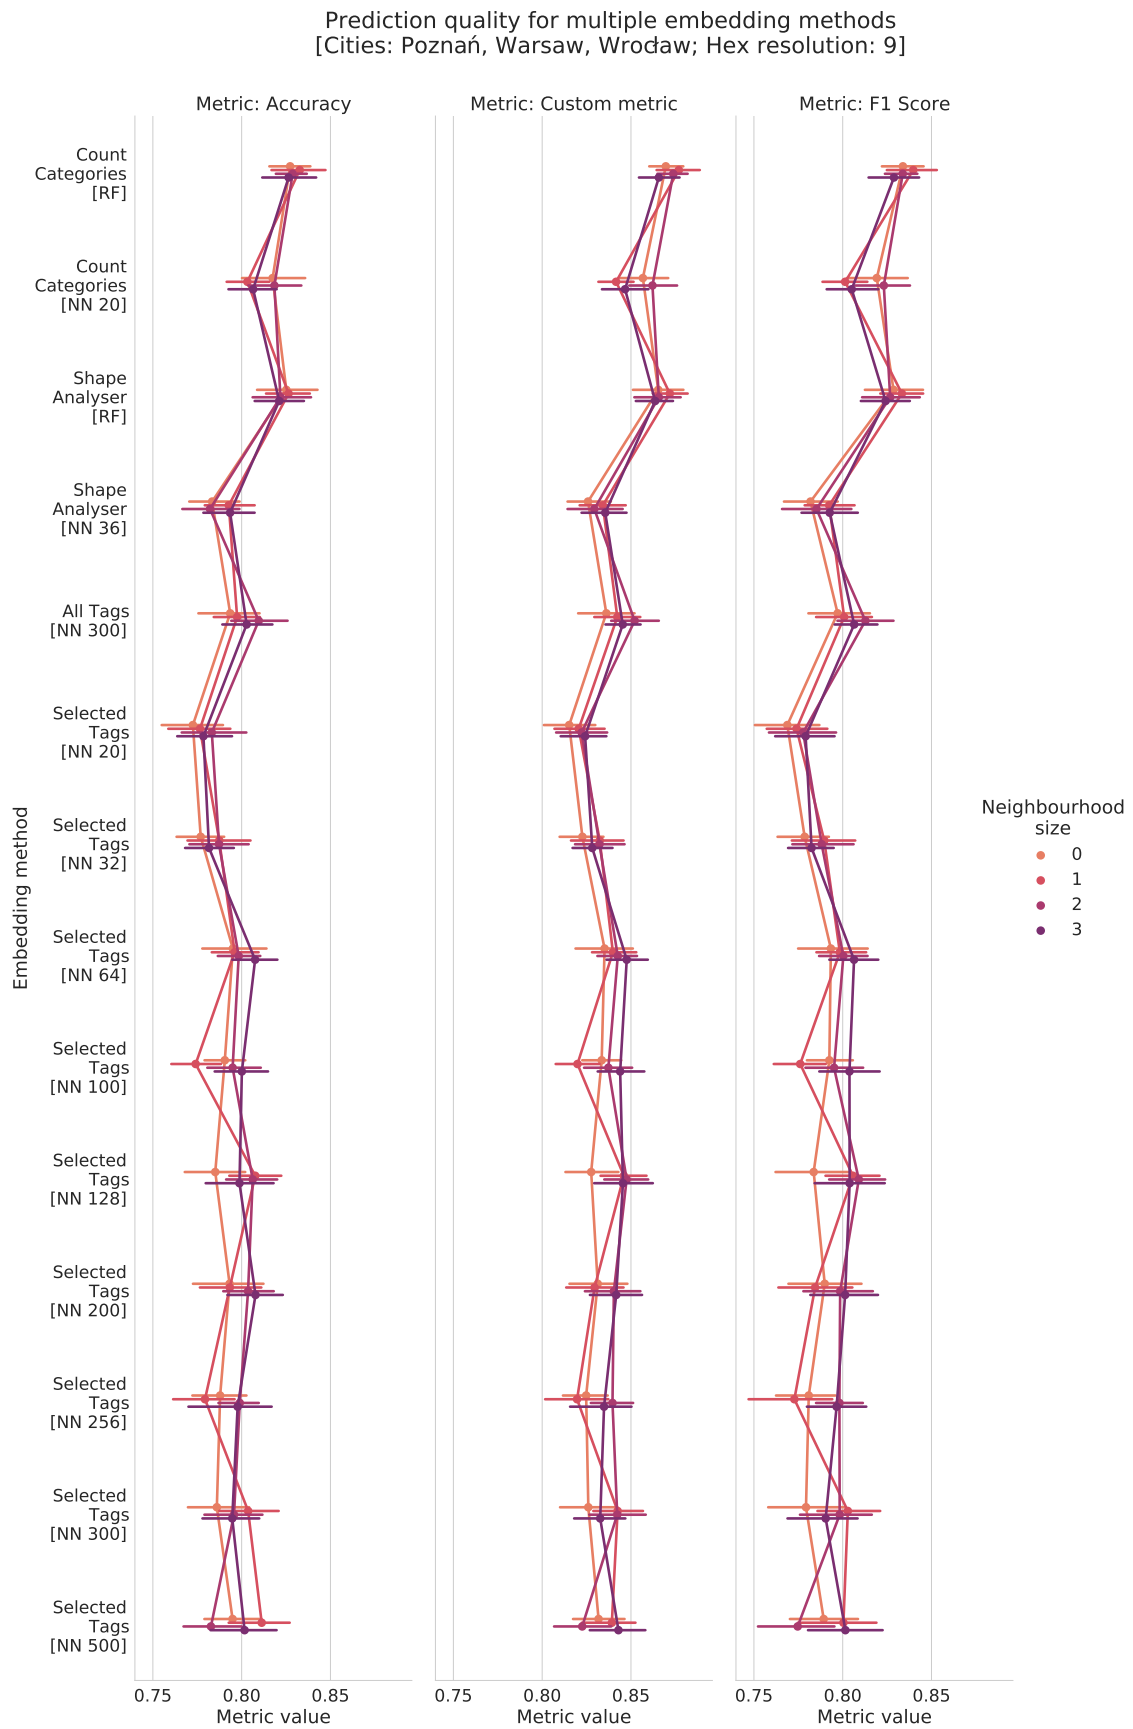 Prediction quality for multiple embedding methods
[Cities: Poznań, Warsaw, Wrocław; Hex resolution: 9]
Metric: Accuracy
Metric: Custom metric
Metric: F1 Score
Embedding method
Count
Categories
[RF]
Count
Categories
[NN 20]
Shape
Analyser
[RF]
Shape
Analyser
[NN 36]
All Tags
[NN 300]
Selected
Tags
[NN 20]
Selected
Tags
[NN 32]
Selected
Tags
[NN 64]
Selected
Tags
[NN 100]
Selected
Tags
[NN 128]
Selected
Tags
[NN 200]
Selected
Tags
[NN 256]
Selected
Tags
[NN 300]
Selected
Tags
[NN 500]
0.75 0.80 0.85
Metric value
0.75 0.80 0.85
Metric value
0.75 0.80 0.85
Metric value
Neighbourhood
size
0
1
2
3